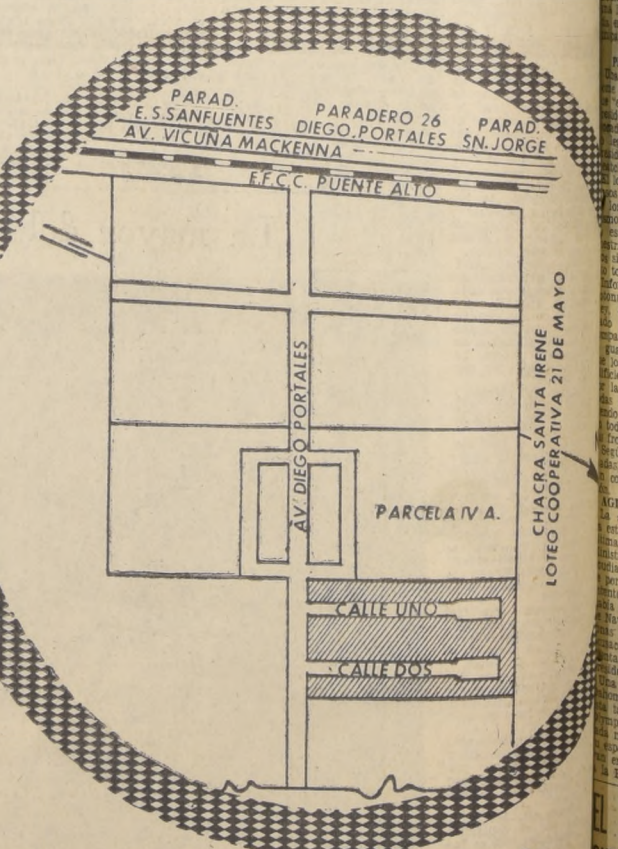 PARAD.
E.S.SANFUENTES
PARADERO 26
DIEGO.PORTALES
PARAD.
SN. JORGE
AV. VICUÑA MACKENNA
E.F.C.C. PUENTE ALTO
AV. DIEGO PORTALES
CHACRA SANTA IRENE
LOTEO COOPERATIVA 21 DE MAYO
PARCELA IV A.
CALLE UNO
CALLE DOS